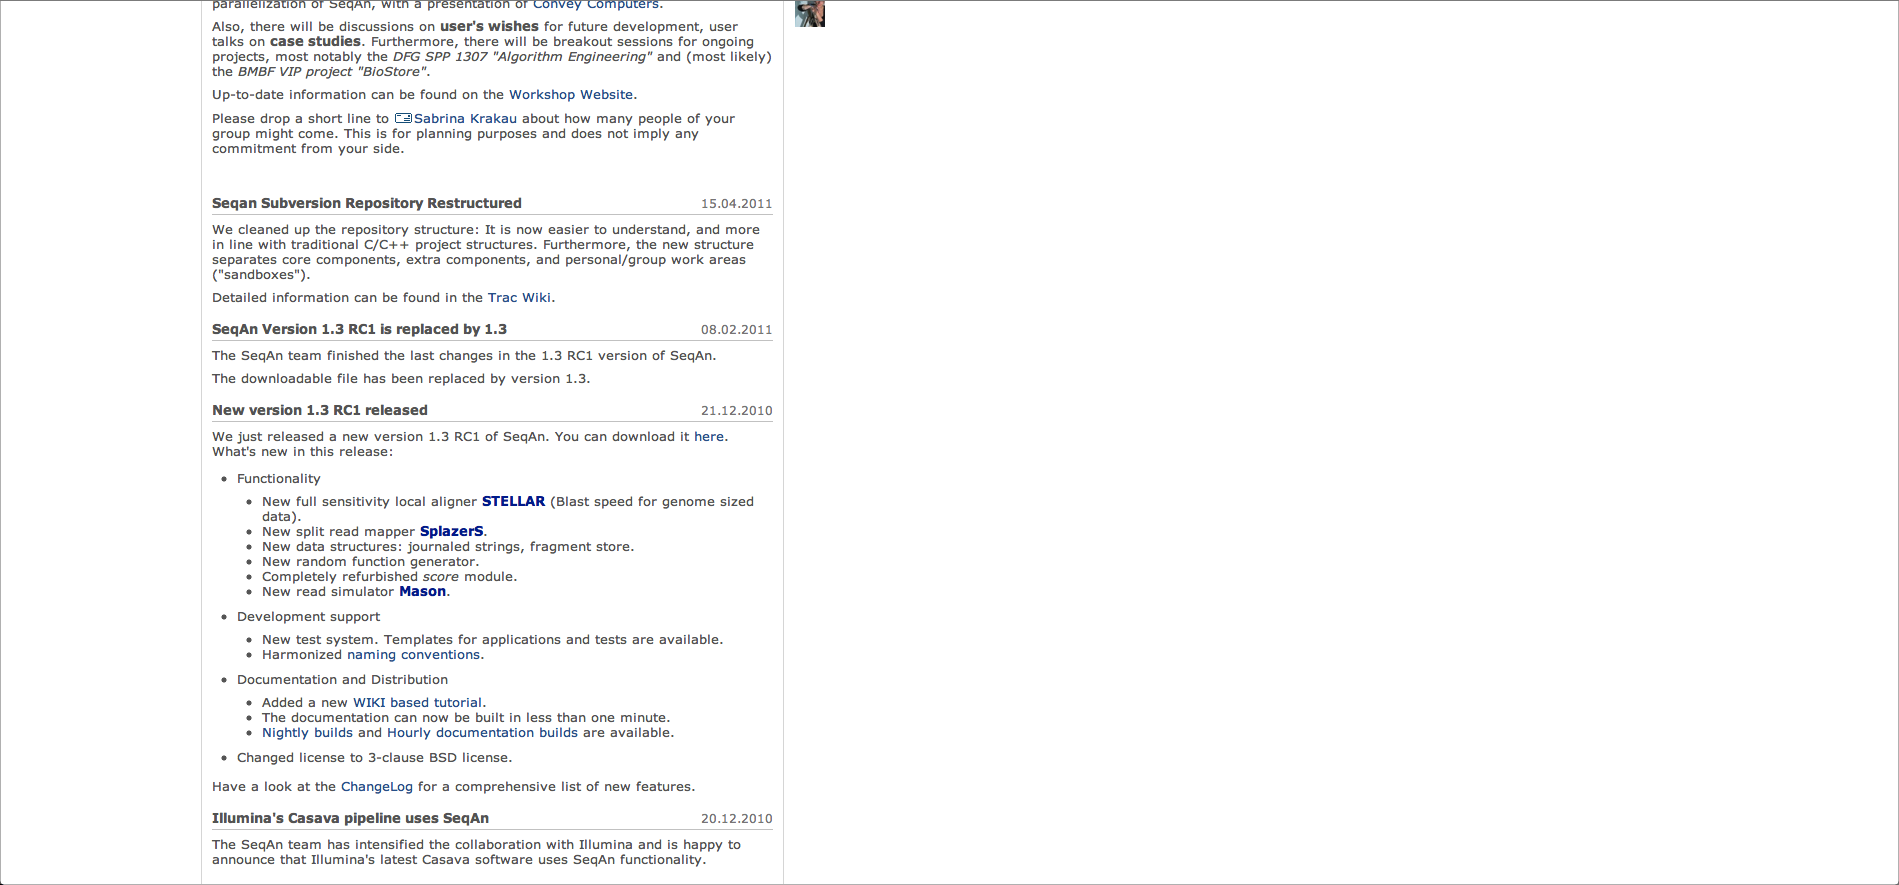 parallelization of SeqAn, with a presentation of Convey Computers.
Also, there will be discussions on user's wishes for future development, user
talks on case studies. Furthermore, there will be breakout sessions for ongoing
projects, most notably the DFG SPP 1307 "Algorithm Engineering" and (most likely)
the BMBF VIP project "BioStore".
Up-to-date information can be found on the Workshop Website.
Please drop a short line to Sabrina Krakau about how many people of your
group might come. This is for planning purposes and does not imply any
commitment from your side.
Seqan Subversion Repository Restructured 15.04.2011
We cleaned up the repository structure: It is now easier to understand, and more
in line with traditional C/C++ project structures. Furthermore, the new structure
separates core components, extra components, and personal/group work areas
("sandboxes").
Detailed information can be found in the Trac Wiki.
SeqAn Version 1.3 RC1 is replaced by 1.3 08.02.2011
The SeqAn team finished the last changes in the 1.3 RC1 version of SeqAn.
The downloadable file has been replaced by version 1.3.
New version 1.3 RC1 released 21.12.2010
We just released a new version 1.3 RC1 of SeqAn. You can download it here.
What's new in this release:
• Functionality
• New full sensitivity local aligner STELLAR (Blast speed for genome sized
data).
• New split read mapper SplazerS.
• New data structures: journaled strings, fragment store.
• New random function generator.
• Completely refurbished score module.
• New read simulator Mason.
• Development support
• New test system. Templates for applications and tests are available.
• Harmonized naming conventions.
• Documentation and Distribution
• Added a new WIKI based tutorial.
• The documentation can now be built in less than one minute.
• Nightly builds and Hourly documentation builds are available.
• Changed license to 3-clause BSD license.
Have a look at the ChangeLog for a comprehensive list of new features.
Illumina's Casava pipeline uses SeqAn 20.12.2010
The SeqAn team has intensified the collaboration with Illumina and is happy to
announce that Illumina's latest Casava software uses SeqAn functionality.